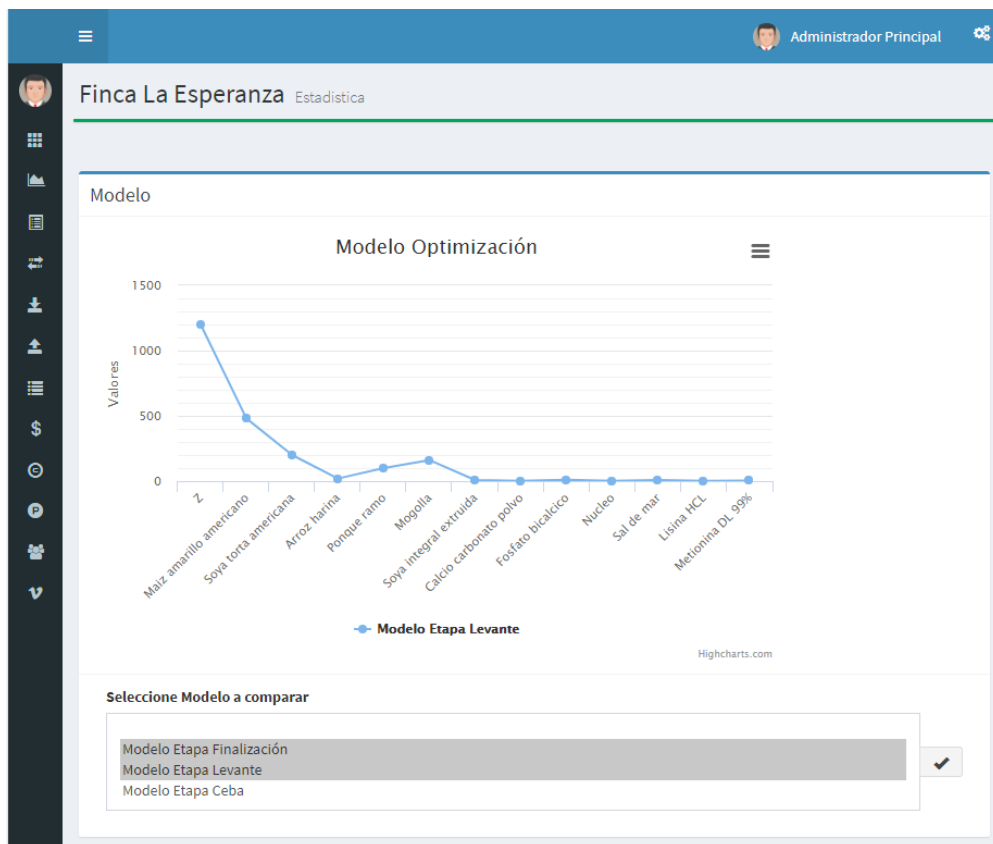 Administrador Principal
Finca La Esperanza Estadistica
Modelo
Modelo Optimización
Valores
1500
1000
500
0
Z
Maiz amarillo americano
Soya torta americana
Arroz harina
Ponque ramo
Mogolla
Soya integral extruida
Calcio carbonato polvo
Fosfato bicalcico
Nucleo
Sal de mar
Lisina HCL
Metionina DL 99%
Modelo Etapa Levante
Highcharts.com
Seleccione Modelo a comparar
Modelo Etapa Finalización
Modelo Etapa Levante
Modelo Etapa Ceba